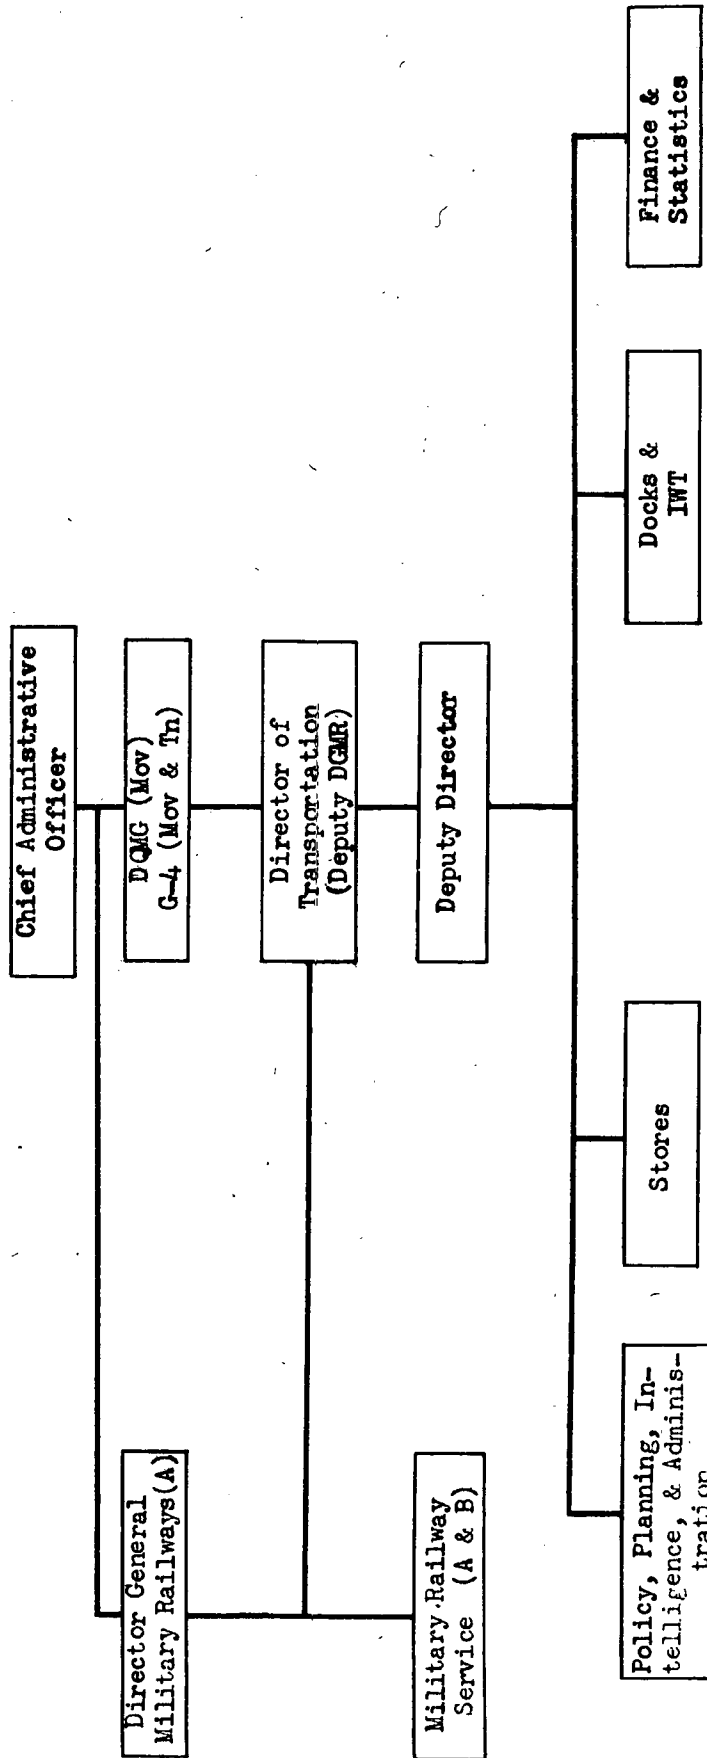 Chief Administrative
Officer
Director General
Military Railways(A)
DQMG (Mov)
G-4 (Mov & Tn)
Director of
Transportation
(Deputy DGMR)
Military Railway
Service (A & B)
Deputy Director
Policy, Planning, In-
telligence, & Adminis-
tration
Stores
Docks &
IWT
Finance &
Statistics